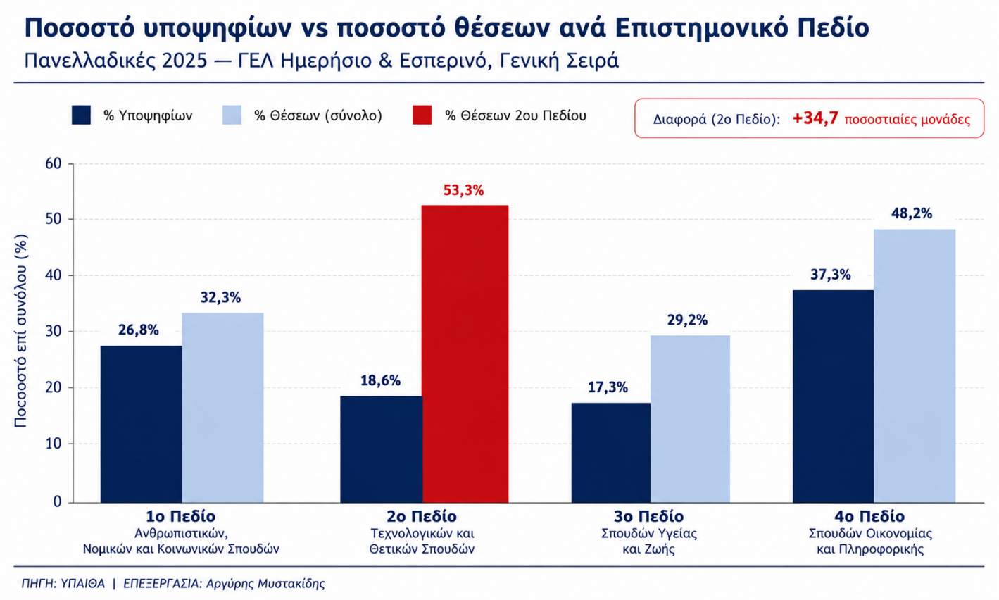 Ποσοστό υποψηφίων vs ποσοστό θέσεων ανά Επιστημονικό Πεδίο
Πανελλαδικές 2025 — ΓΕΛ Ημερήσιο & Εσπερινό, Γενική Σειρά
% Υποψηφίων
% Θέσεων (σύνολο)
% Θέσεων 2ου Πεδίου
Διαφορά (2ο Πεδίο): +34,7 ποσοστιαίες μονάδες
Ποσοστό επί συνόλου (%)
60
50
40
30
20
10
0
26,8%
32,3%
18,6%
53,3%
17,3%
29,2%
37,3%
48,2%
1ο Πεδίο
Ανθρωπιστικών,
Νομικών και Κοινωνικών Σπουδών
2ο Πεδίο
Τεχνολογικών και
Θετικών Σπουδών
3ο Πεδίο
Σπουδών Υγείας
και Ζωής
4ο Πεδίο
Σπουδών Οικονομίας
και Πληροφορικής
ΠΗΓΗ: ΥΠΑΙΘΑ | ΕΠΕΞΕΡΓΑΣΙΑ: Αργύρης Μυστακίδης